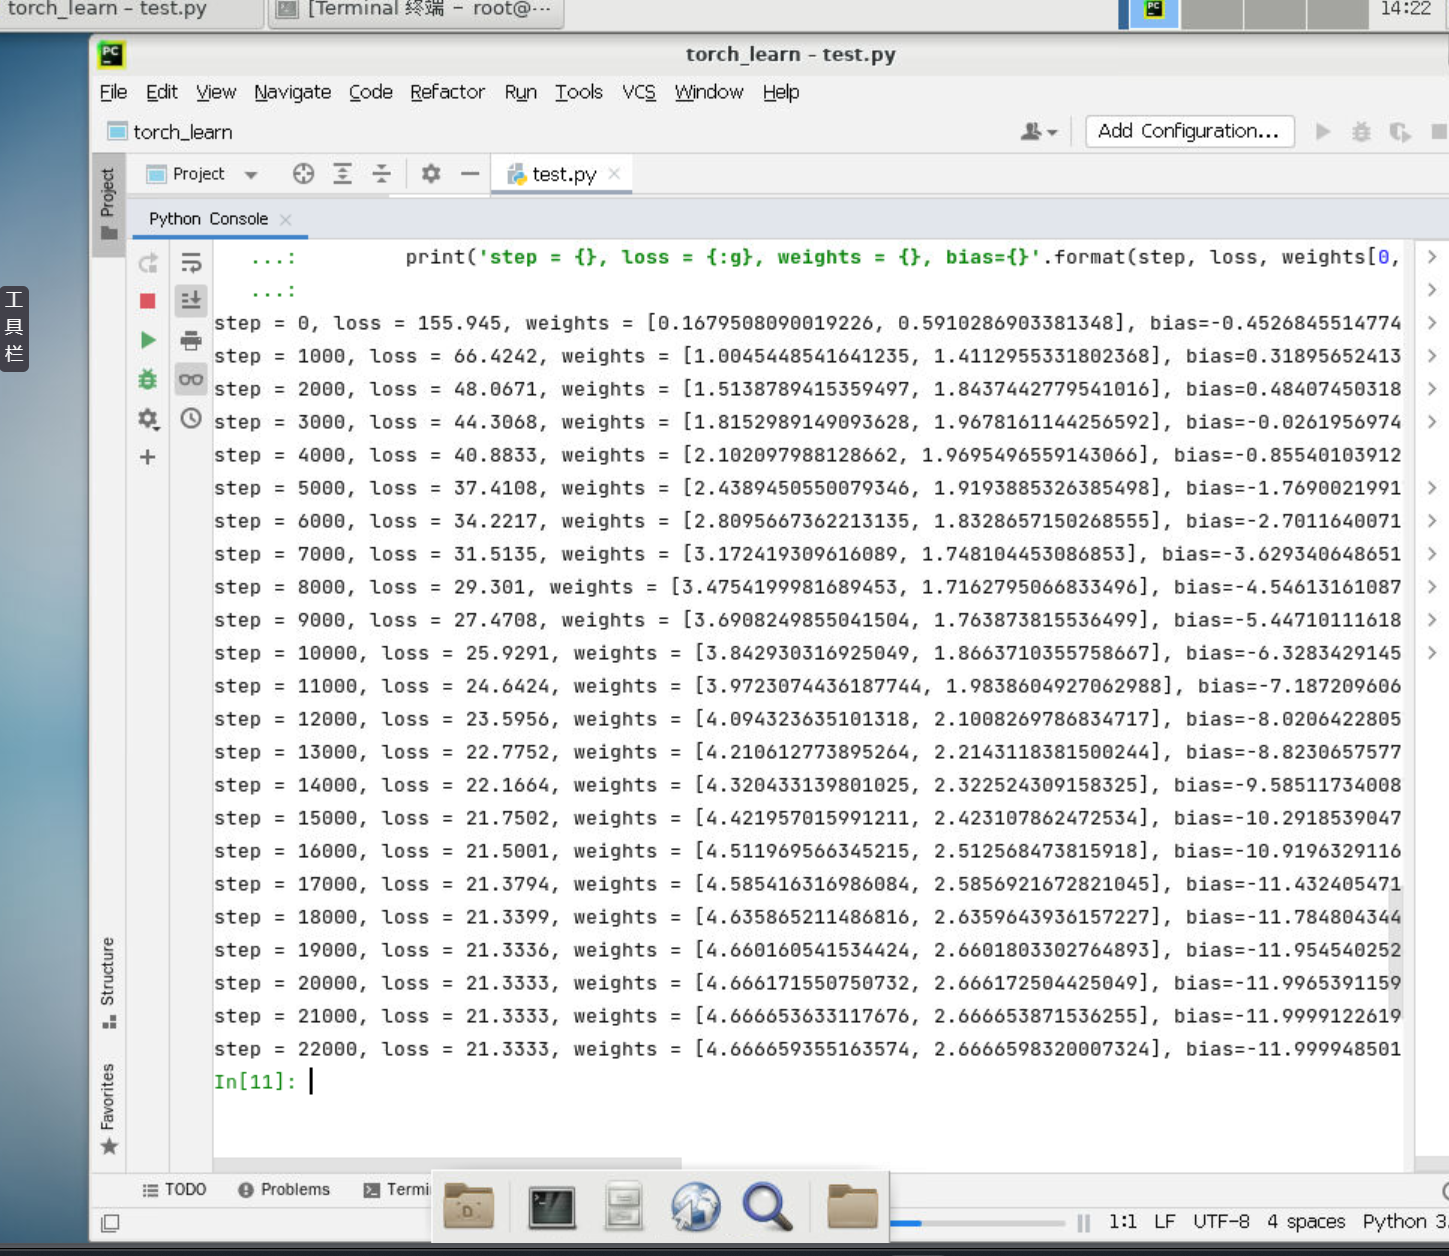 torch_learn – test.py
[Terminal 终端 – root@···
14:22
torch_learn – test.py
File Edit View Navigate Code Refactor Run Tools VCS Window Help
torch_learn
Add Configuration...
Project
Project
test.py
Python Console
工具栏
...: print('step = {}, loss = {:g}, weights = {}, bias={}'.format(step, loss, weights[0,
...:
step = 0, loss = 155.945, weights = [0.1679508090019226, 0.5910286903381348], bias=-0.4526845514774
step = 1000, loss = 66.4242, weights = [1.0045448541641235, 1.4112955331802368], bias=0.31895652413
step = 2000, loss = 48.0671, weights = [1.5138789415359497, 1.8437442779541016], bias=0.48407450318
step = 3000, loss = 44.3068, weights = [1.8152989149093628, 1.9678161144256592], bias=-0.0261956974
step = 4000, loss = 40.8833, weights = [2.102097988128662, 1.9695496559143066], bias=-0.85540103912
step = 5000, loss = 37.4108, weights = [2.4389450550079346, 1.9193885326385498], bias=-1.7690021991
step = 6000, loss = 34.2217, weights = [2.8095667362213135, 1.8328657150268555], bias=-2.7011640071
step = 7000, loss = 31.5135, weights = [3.172419309616089, 1.748104453086853], bias=-3.629340648651
step = 8000, loss = 29.301, weights = [3.4754199981689453, 1.7162795066833496], bias=-4.54613161087
step = 9000, loss = 27.4708, weights = [3.6908249855041504, 1.763873815536499], bias=-5.44710111618
step = 10000, loss = 25.9291, weights = [3.842930316925049, 1.8663710355758667], bias=-6.3283429145
step = 11000, loss = 24.6424, weights = [3.9723074436187744, 1.9838604927062988], bias=-7.187209606
step = 12000, loss = 23.5956, weights = [4.094323635101318, 2.1008269786834717], bias=-8.0206422805
step = 13000, loss = 22.7752, weights = [4.210612773895264, 2.2143118381500244], bias=-8.8230657577
step = 14000, loss = 22.1664, weights = [4.320433139801025, 2.322524309158325], bias=-9.58511734008
step = 15000, loss = 21.7502, weights = [4.421957015991211, 2.423107862472534], bias=-10.2918539047
step = 16000, loss = 21.5001, weights = [4.511969566345215, 2.512568473815918], bias=-10.9196329116
step = 17000, loss = 21.3794, weights = [4.585416316986084, 2.5856921672821045], bias=-11.432405471
step = 18000, loss = 21.3399, weights = [4.635865211486816, 2.6359643936157227], bias=-11.784804344
step = 19000, loss = 21.3336, weights = [4.660160541534424, 2.6601803302764893], bias=-11.954540252
step = 20000, loss = 21.3333, weights = [4.666171550750732, 2.666172504425049], bias=-11.9965391159
step = 21000, loss = 21.3333, weights = [4.666653633117676, 2.666653871536255], bias=-11.9999122619
step = 22000, loss = 21.3333, weights = [4.666659355163574, 2.6666598320007324], bias=-11.999948501
In[11]:
Structure
Favorites
TODO Problems Termi
1:1 LF UTF-8 4 spaces Python 3.